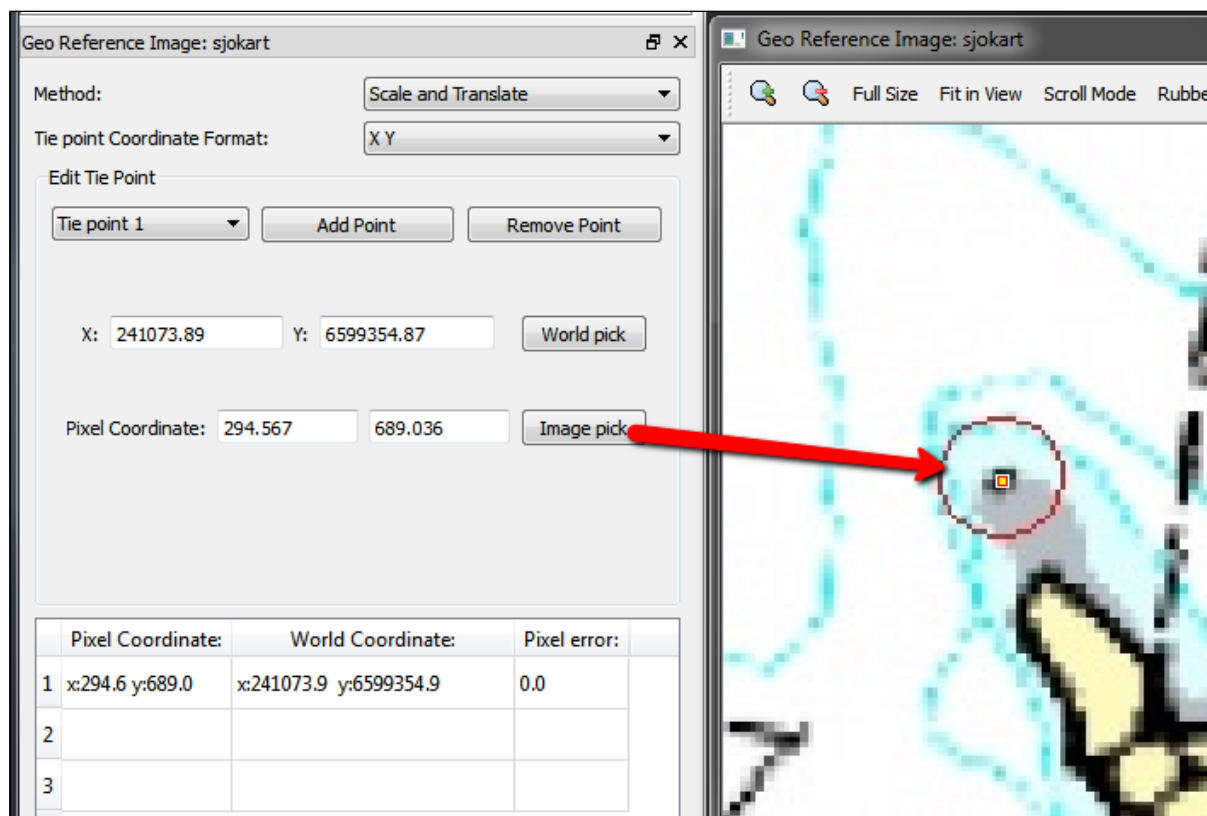 Geo Reference Image: sjokart
Method: Scale and Translate
Tie point Coordinate Format: X Y
Edit Tie Point
Tie point 1 Add Point Remove Point
X: 241073.89 Y: 6599354.87 World pick
Pixel Coordinate: 294.567 689.036 Image pick
Pixel Coordinate: World Coordinate: Pixel error:
1 x:294.6 y:689.0 x:241073.9 y:6599354.9 0.0
2
3
Geo Reference Image: sjokart
Full Size Fit in View Scroll Mode Rubbe